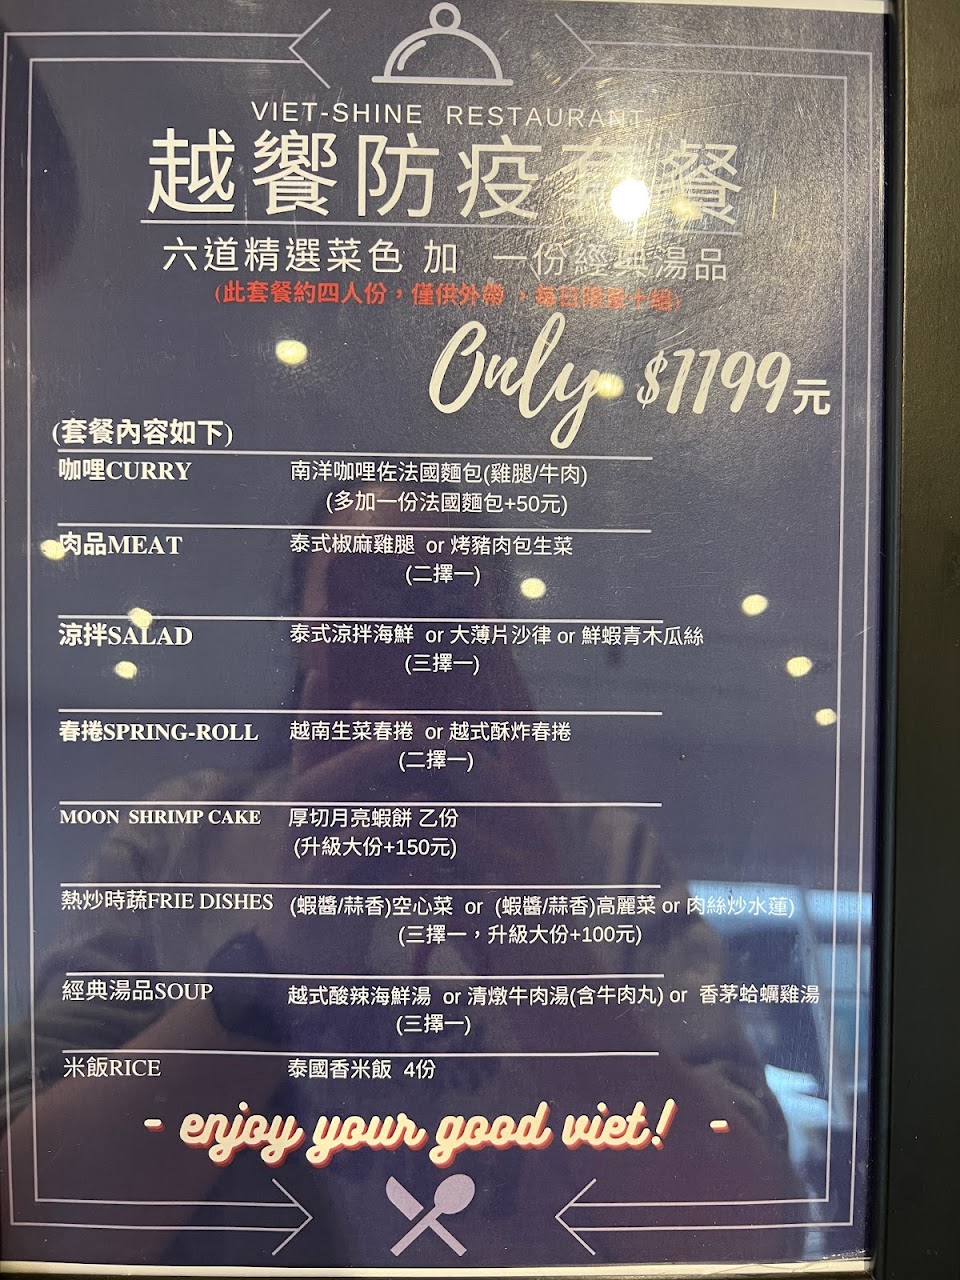 VIET-SHINE RESTAURANT
越饗防疫套餐
六道精選菜色 加 一份經典湯品
(此套餐約四人份，僅供外帶，每日限量十組)
Only $1199元
(套餐內容如下)
咖哩CURRY 南洋咖哩佐法國麵包(雞腿/牛肉)
(多加一份法國麵包+50元)
肉品MEAT 泰式椒麻雞腿 or 烤豬肉包生菜
(二擇一)
涼拌SALAD 泰式涼拌海鮮 or 大薄片沙律 or 鮮蝦青木瓜絲
(三擇一)
春捲SPRING-ROLL 越南生菜春捲 or 越式酥炸春捲
(二擇一)
MOON SHRIMP CAKE 厚切月亮蝦餅 乙份
(升級大份+150元)
熱炒時蔬FRIE DISHES (蝦醬/蒜香)空心菜 or (蝦醬/蒜香)高麗菜 or 肉絲炒水蓮)
(三擇一，升級大份+100元)
經典湯品SOUP 越式酸辣海鮮湯 or 清燉牛肉湯(含牛肉丸) or 香茅蛤蠣雞湯
(三擇一)
米飯RICE 泰國香米飯 4份
- enjoy your good viet! -